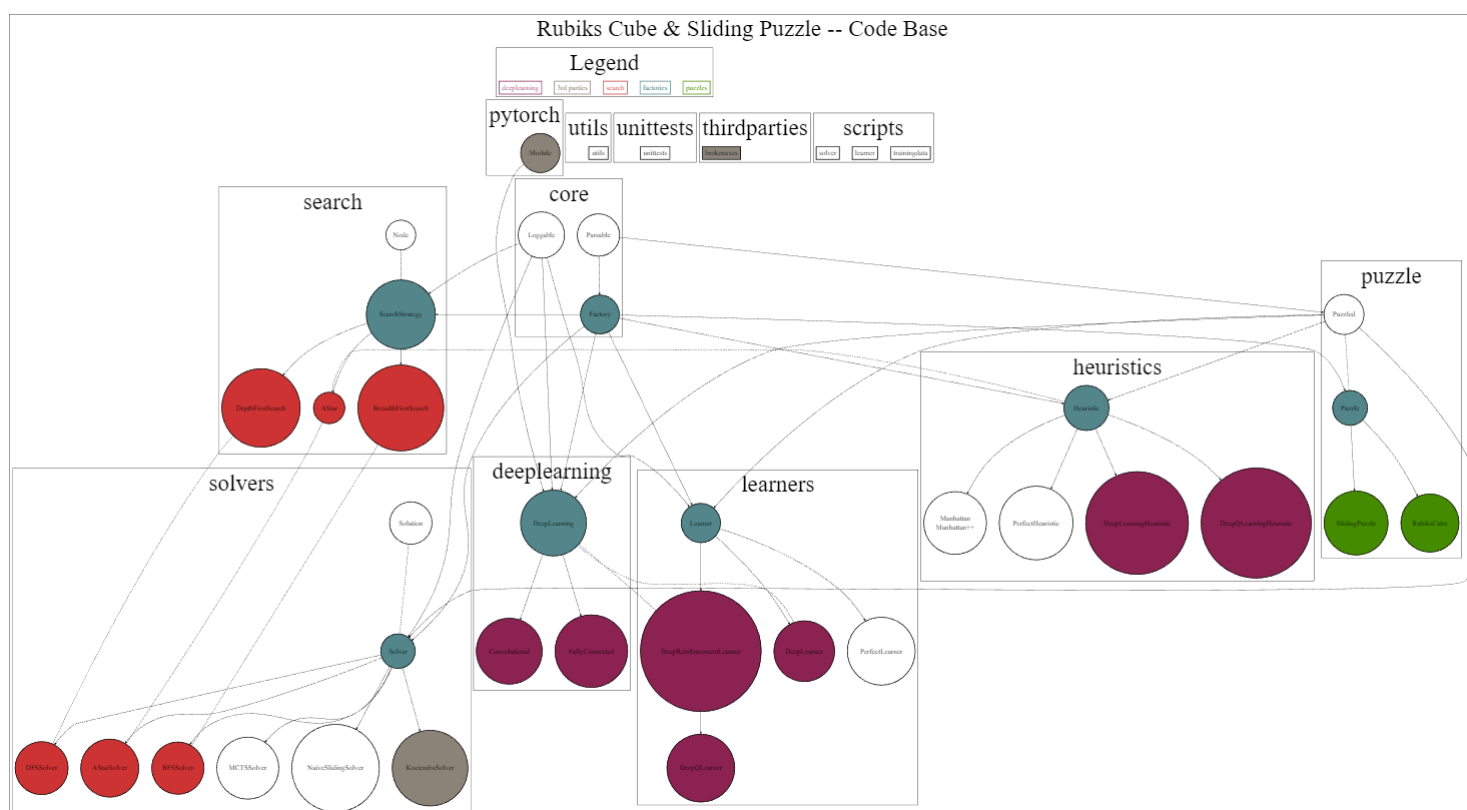 Rubiks Cube & Sliding Puzzle -- Code Base
Legend
deeplearning
3rd parties
search
factories
puzzles
pytorch
Module
utils
utils
unittests
unittests
thirdparties
scripts
solver
learner
trainingdata
search
Node
SearchStrategy
DepthFirstSearch
AStar
BreadthFirstSearch
core
Loggable
Parsable
Factory
puzzle
Puzzled
Puzzle
SlidingPuzzle
RubiksCube
heuristics
Heuristic
Manhattan
Manhattan++
PerfectHeuristic
DeepLearningHeuristic
DeepQLearningHeuristic
solvers
Solution
Solver
DFSSolver
AStarSolver
BFSSolver
MCTSSolver
NaiveSlidingSolver
KociembaSolver
deeplearning
DeepLearning
Convolutional
FullyConnected
learners
Learner
DeepReinforcementLearner
DeepLearner
PerfectLearner
DeepQLearner